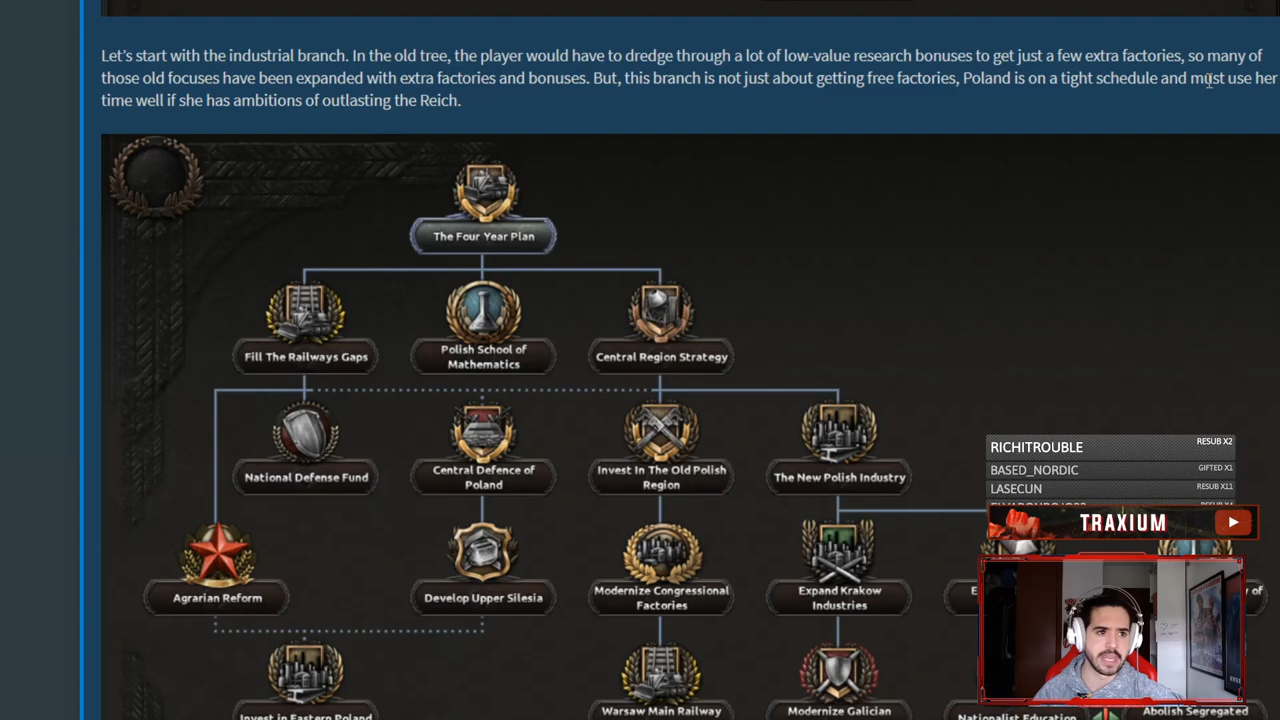 Let's start with the industrial branch. In the old tree, the player would have to dredge through a lot of low-value research bonuses to get just a few extra factories, so many of
those old focuses have been expanded with extra factories and bonuses. But, this branch is not just about getting free factories, Poland is on a tight schedule and must use her
time well if she has ambitions of outlasting the Reich.
The Four Year Plan
Fill The Railways Gaps
Polish School of
Mathematics
Central Region Strategy
National Defense Fund
Central Defence of
Poland
Invest In The Old Polish
Region
The New Polish Industry
RICHITROUBLE RESUB X2
BASED_NORDIC GIFTED X1
LASECUN RESUB X11
TRAXIUM
Agrarian Reform
Develop Upper Silesia
Modernize Congressional
Factories
Expand Krakow
Industries
Invest in Eastern Poland
Warsaw Main Railway
Modernize Galician
Nationalist Education
Abolish Segregated